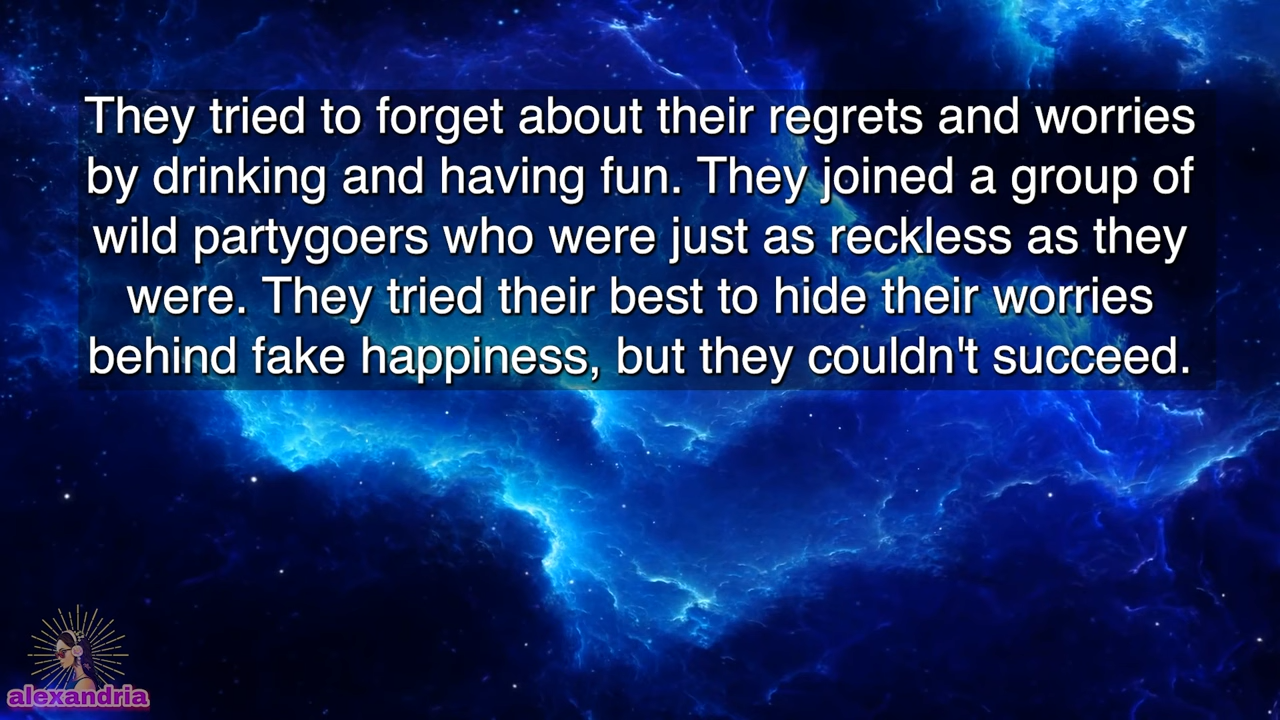 They tried to forget about their regrets and worries
by drinking and having fun. They joined a group of
wild partygoers who were just as reckless as they
were. They tried their best to hide their worries
behind fake happiness, but they couldn't succeed.
alexandria